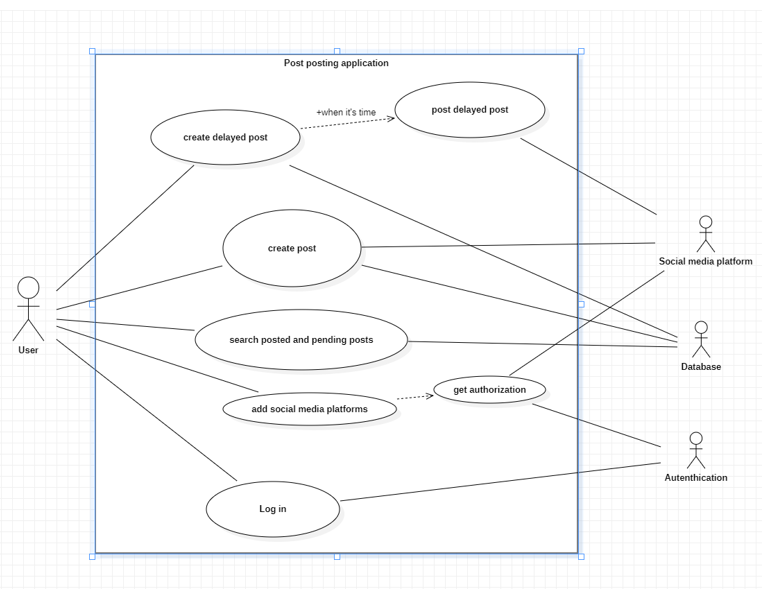 Post posting application
+when it's time
post delayed post
create delayed post
create post
Social media platform
search posted and pending posts
User
Database
get authorization
add social media platforms
Autenthication
Log in